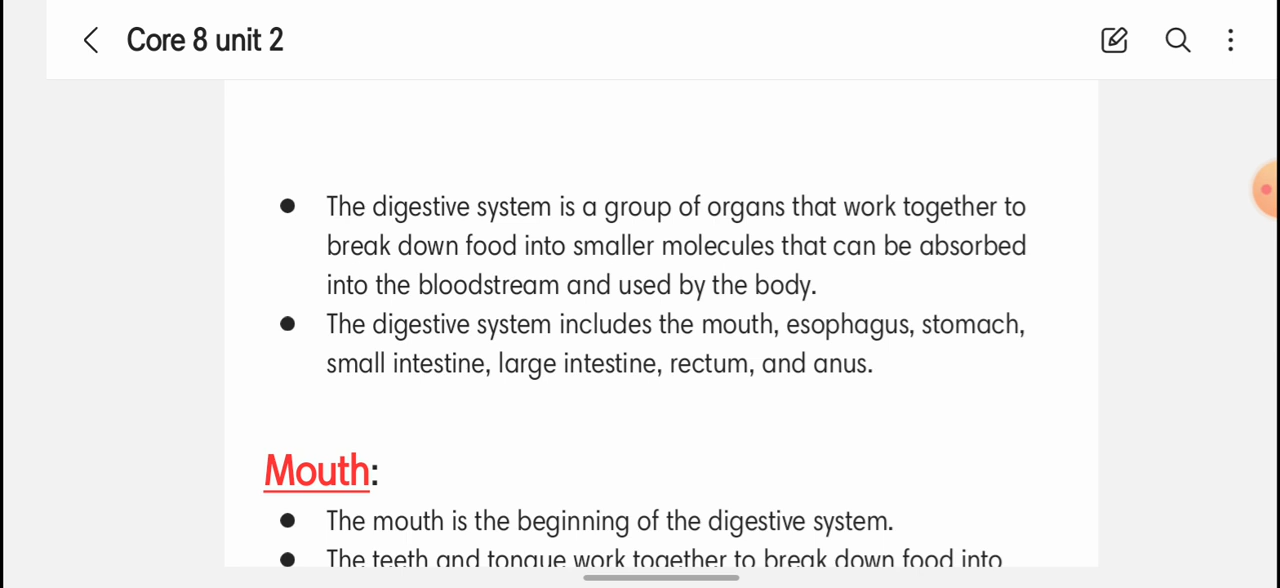 Core 8 unit 2
● The digestive system is a group of organs that work together to
break down food into smaller molecules that can be absorbed
into the bloodstream and used by the body.
● The digestive system includes the mouth, esophagus, stomach,
small intestine, large intestine, rectum, and anus.
Mouth:
● The mouth is the beginning of the digestive system.
● The teeth and tongue work together to break down food into